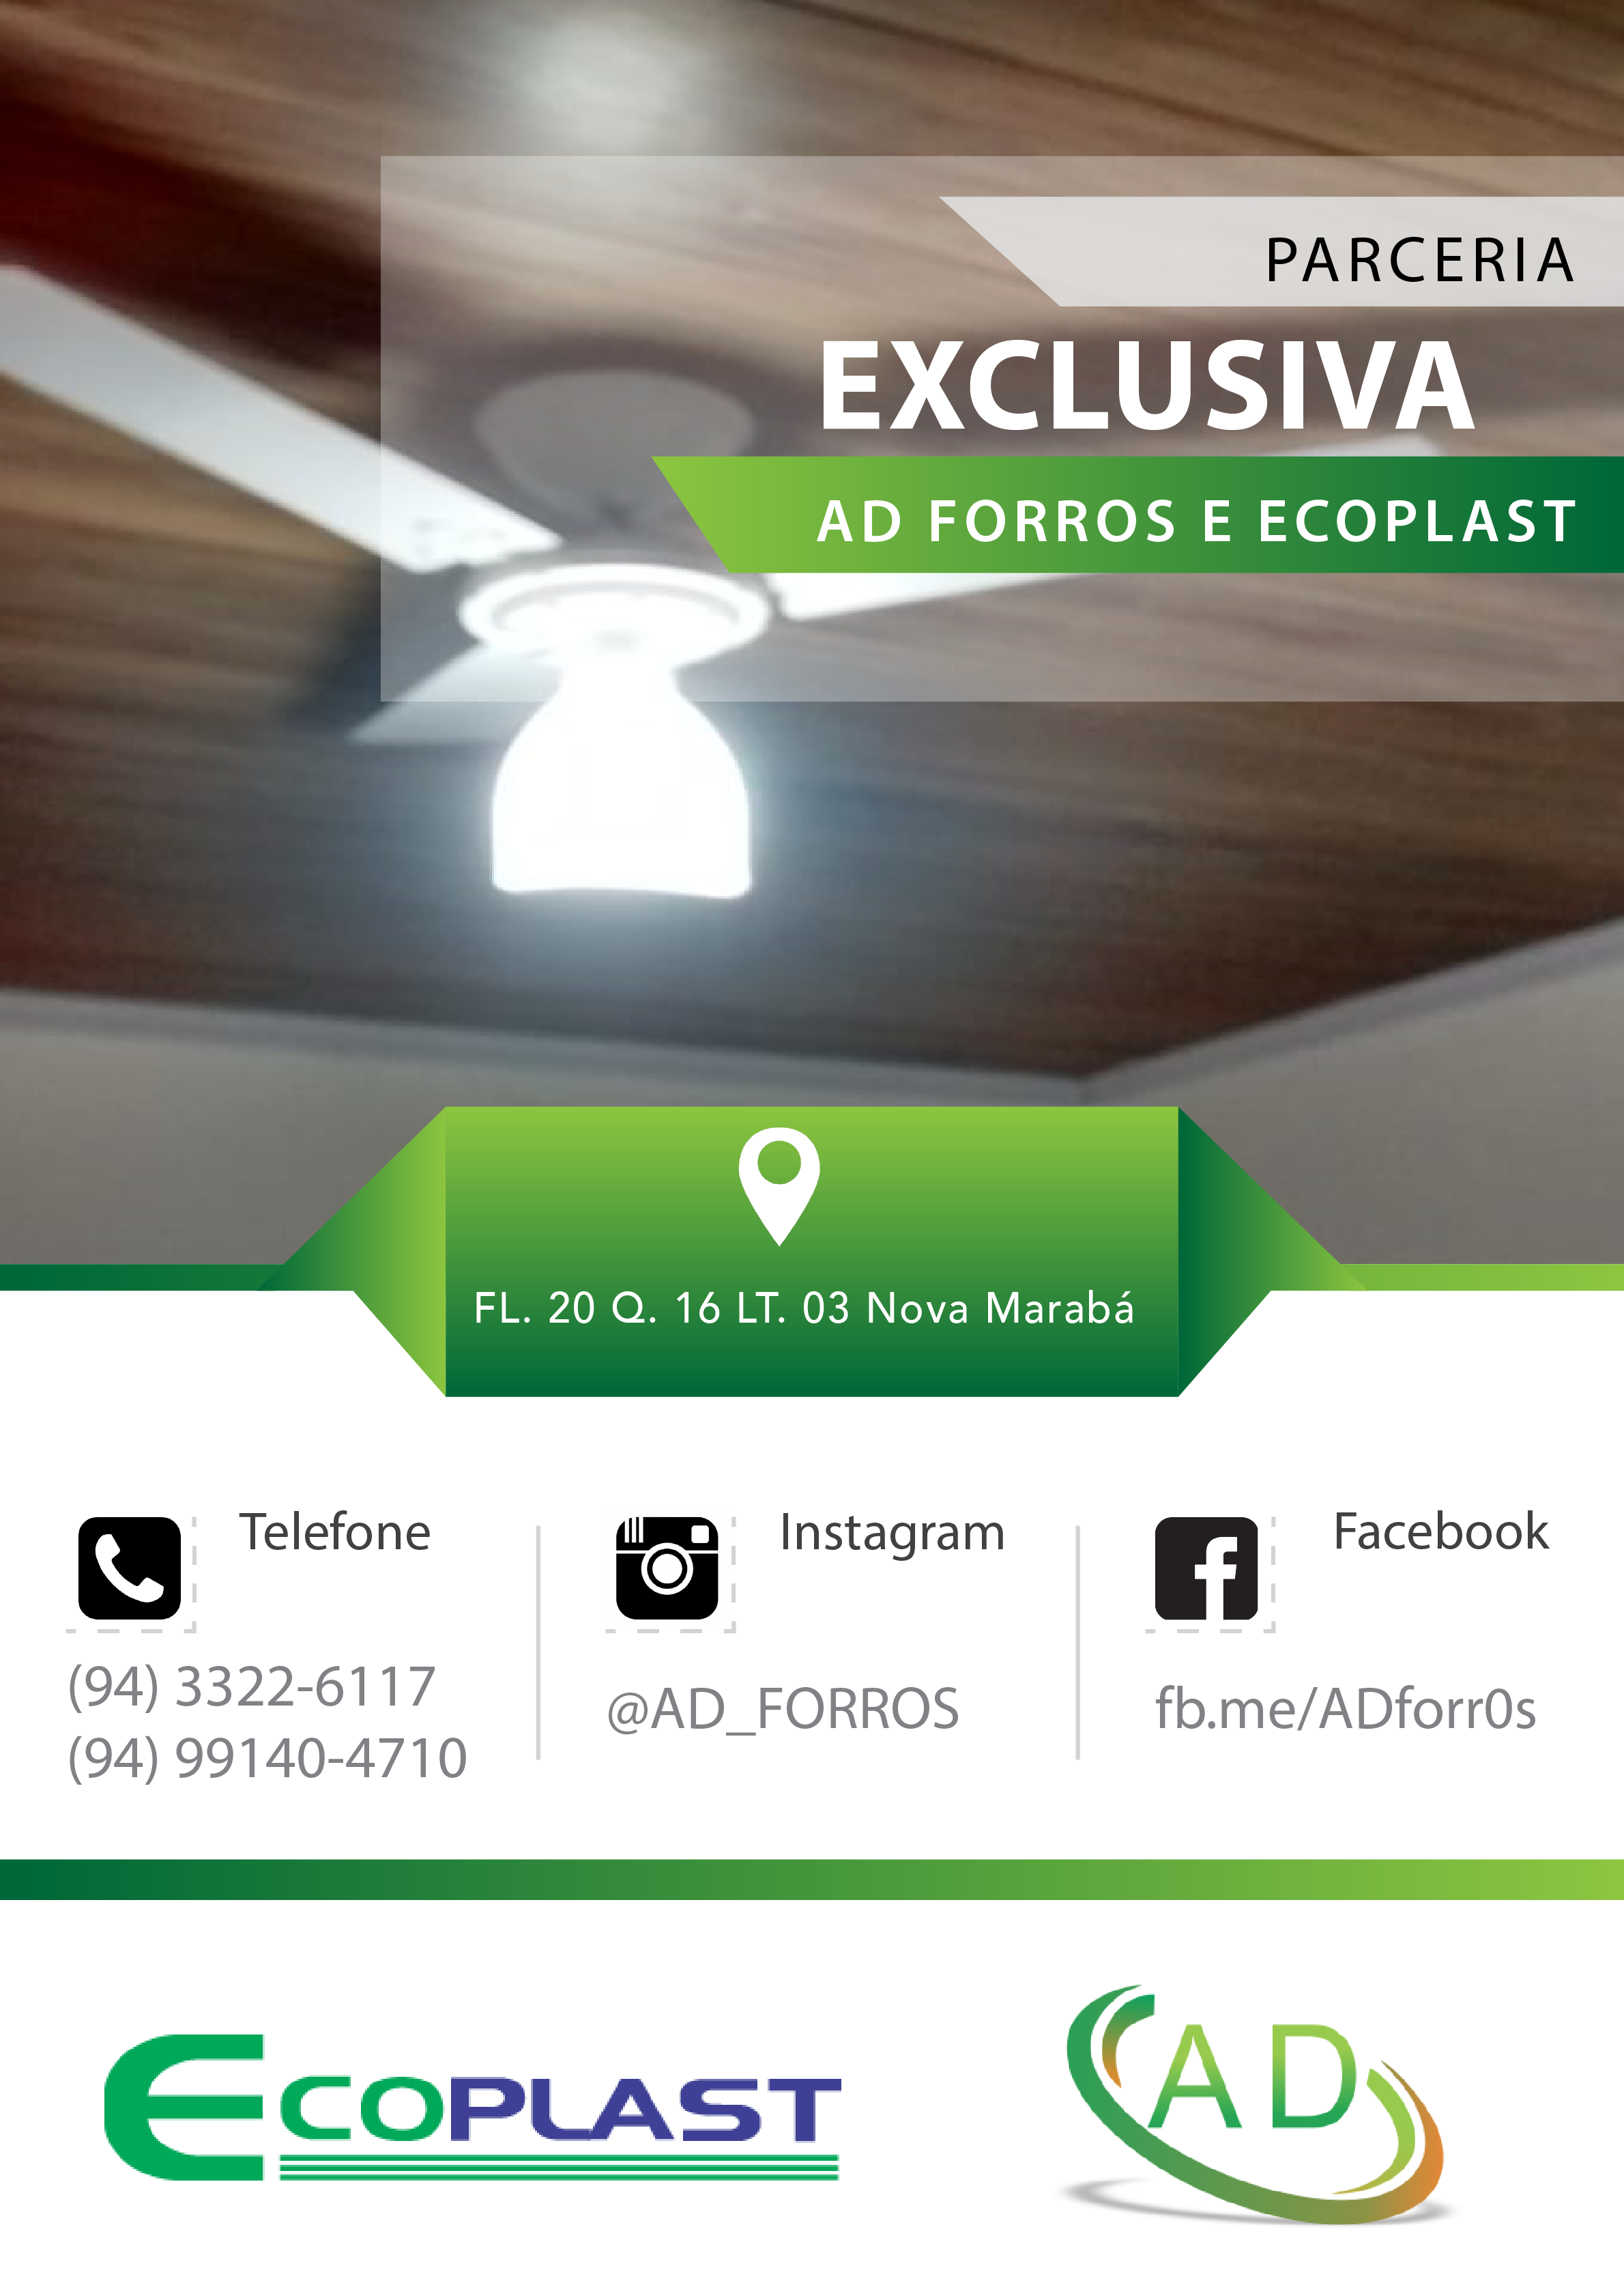 PARCERIA
EXCLUSIVA
AD FORROS E ECOPLAST
FL. 20 Q. 16 LT. 03 Nova Marabá
Telefone
(94) 3322-6117
(94) 99140-4710
Instagram
@AD_FORROS
Facebook
fb.me/ADforr0s
ECOPLAST
AD